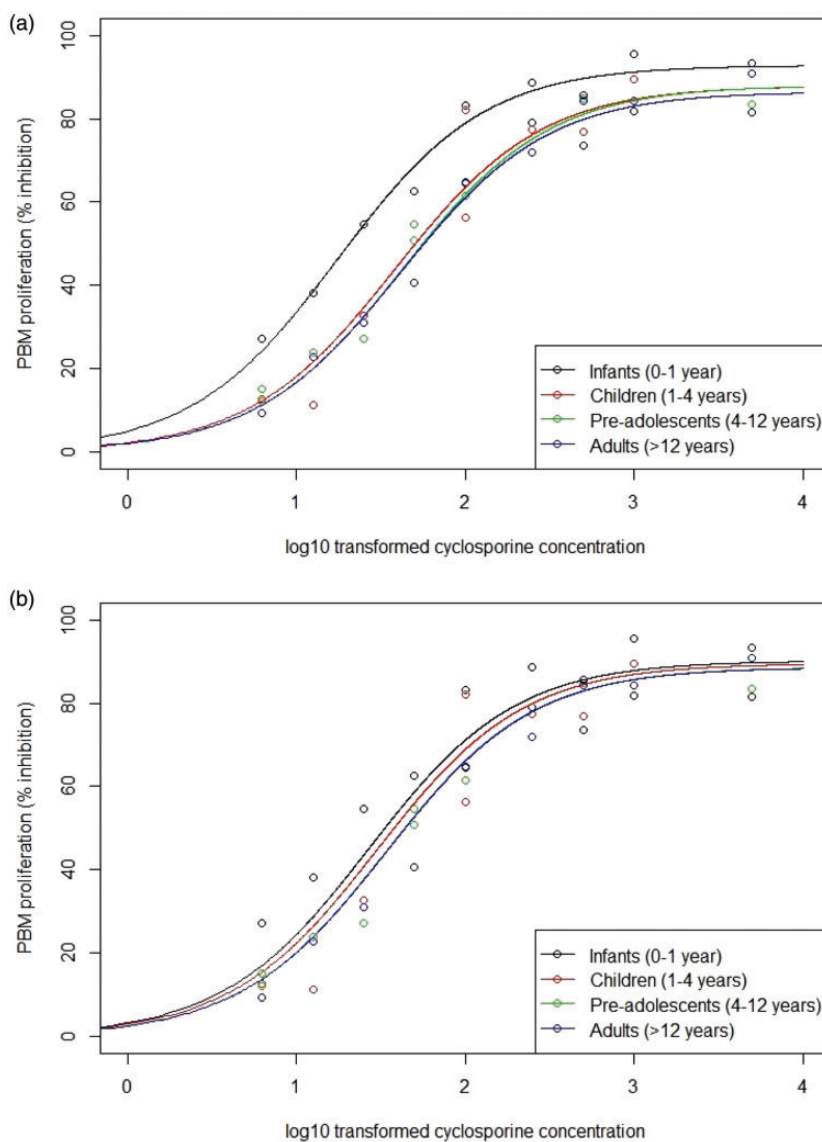 (a)
100
80
60
40
20
0
PBM proliferation (% inhibition)
Infants (0-1 year)
Children (1-4 years)
Pre-adolescents (4-12 years)
Adults (>12 years)
0 1 2 3 4
log10 transformed cyclosporine concentration
(b)
100
80
60
40
20
0
PBM proliferation (% inhibition)
Infants (0-1 year)
Children (1-4 years)
Pre-adolescents (4-12 years)
Adults (>12 years)
0 1 2 3 4
log10 transformed cyclosporine concentration